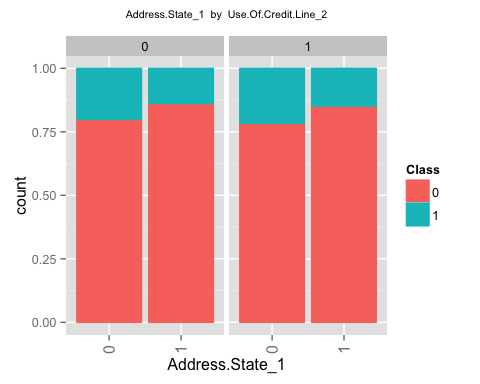 Address.State_1 by Use.Of.Credit.Line_2
0 1
1.00
0.75
0.50
0.25
0.00
count
0 1 0 1
Address.State_1
Class
0
1